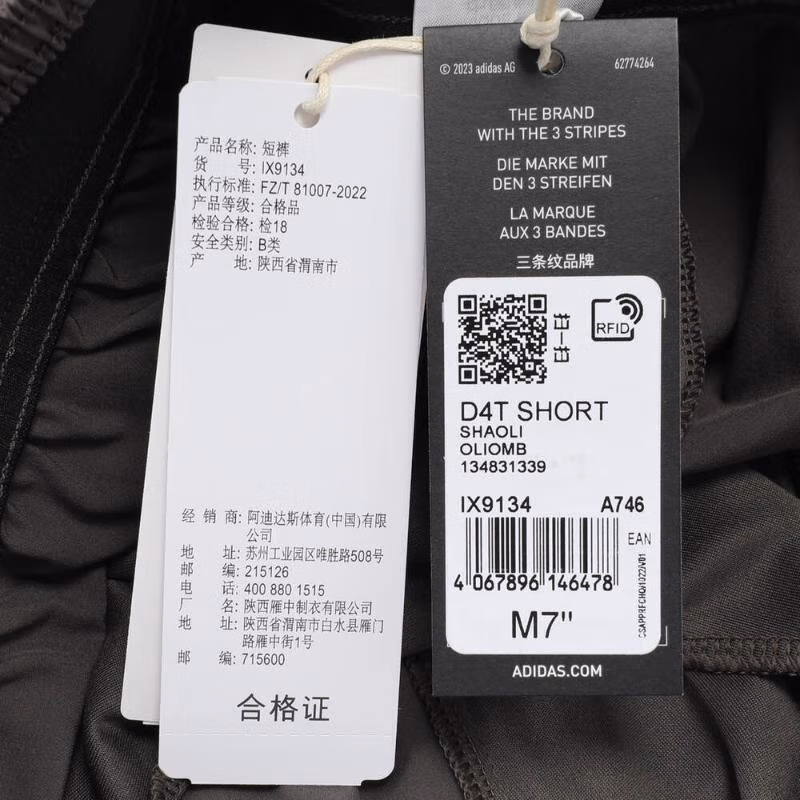 产品名称: 短裤
货 号: IX9134
执行标准: FZ/T 81007-2022
产品等级: 合格品
检验合格: 检18
安全类别: B类
产 地: 陕西省渭南市
经 销 商: 阿迪达斯体育(中国)有限
公司
地 址: 苏州工业园区唯胜路508号
邮 编: 215126
电 话: 400 880 1515
厂 名: 陕西雁中制衣有限公司
地 址: 陕西省渭南市白水县雁门
路雁中街1号
邮 编: 715600
合格证
© 2023 adidas AG 62774264
THE BRAND
WITH THE 3 STRIPES
DIE MARKE MIT
DEN 3 STREIFEN
LA MARQUE
AUX 3 BANDES
三条纹品牌
RFID
D4T SHORT
SHAOLI
OLIOMB
134831339
IX9134 A746
EAN
4 067896 146478
M7"
ADIDAS.COM